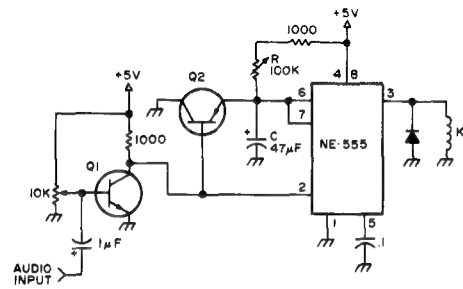 +5V
1000
R
100K
Q2
+5V
4 8
6
7
3
1000
C
47µF
NE-555
K
Q1
10K
2
1
5
.1
1µF
AUDIO
INPUT
+
+